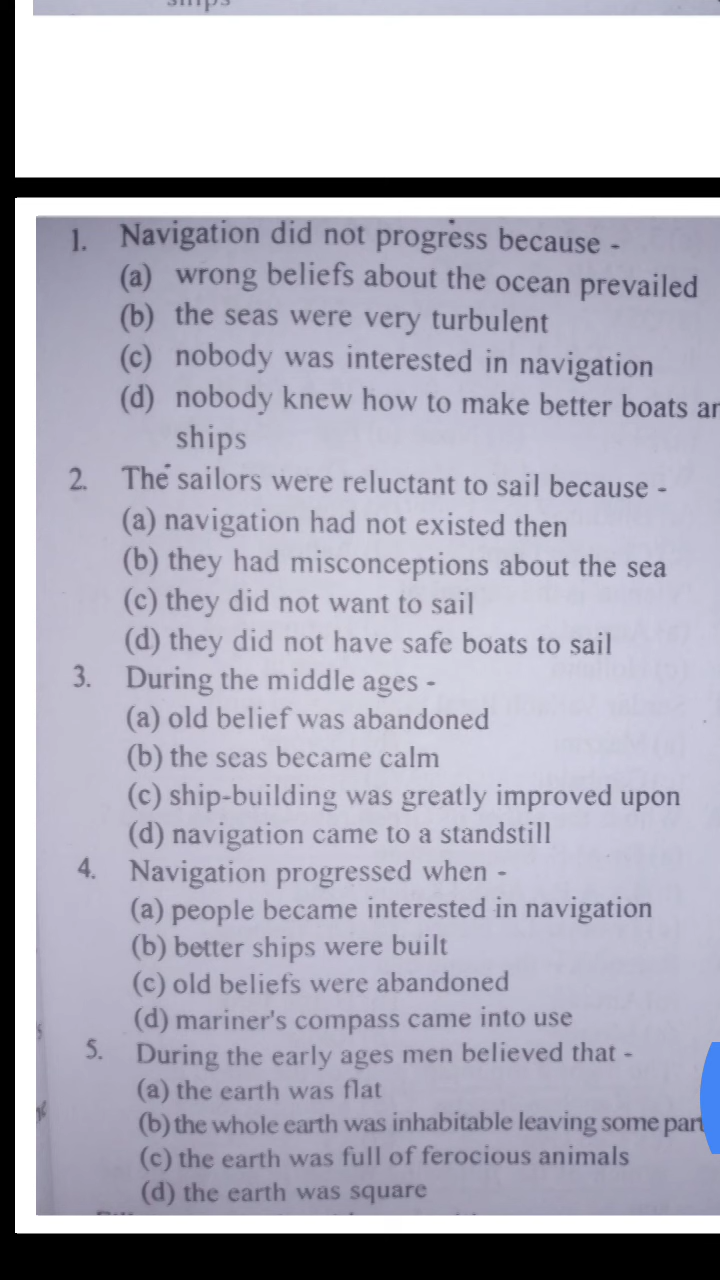 ships
1. Navigation did not progress because -
(a) wrong beliefs about the ocean prevailed
(b) the seas were very turbulent
(c) nobody was interested in navigation
(d) nobody knew how to make better boats
ships
2. The sailors were reluctant to sail because -
(a) navigation had not existed then
(b) they had misconceptions about the sea
(c) they did not want to sail
(d) they did not have safe boats to sail
3. During the middle ages -
(a) old belief was abandoned
(b) the seas became calm
(c) ship-building was greatly improved upon
(d) navigation came to a standstill
4. Navigation progressed when -
(a) people became interested in navigation
(b) better ships were built
(c) old beliefs were abandoned
(d) mariner's compass came into use
5. During the early ages men believed that -
(a) the earth was flat
(b) the whole earth was inhabitable leaving some part
(c) the earth was full of ferocious animals
(d) the earth was square